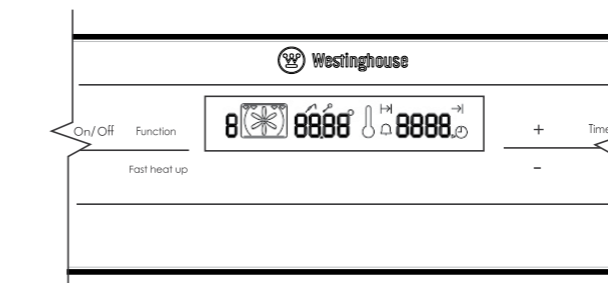 Westinghouse
On/Off Function 8 88.88 8888 + Time
Fast heat up −